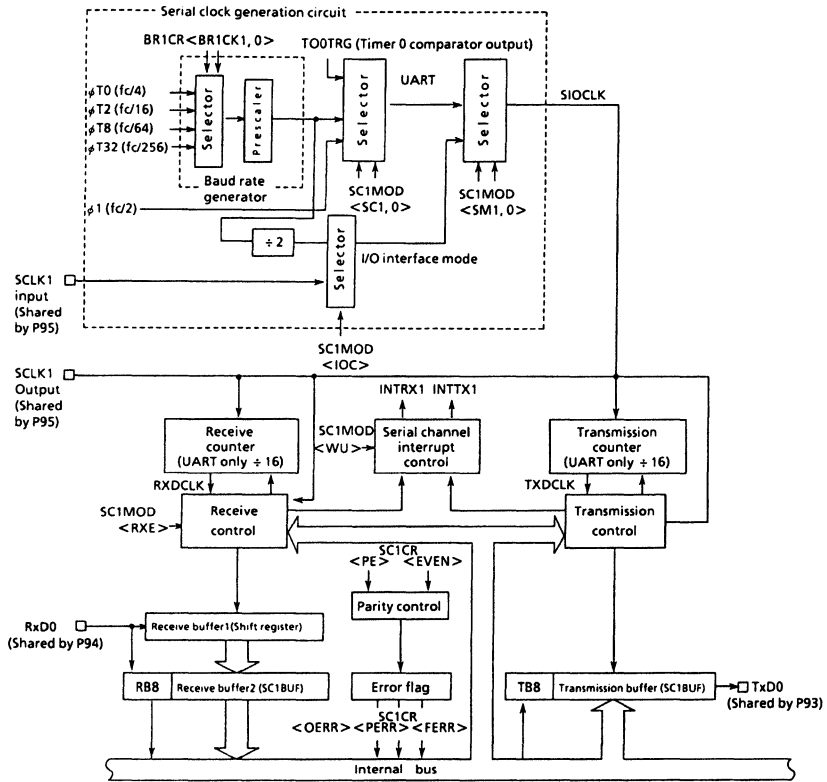 Serial clock generation circuit
BR1CR<BR1CK1, 0>
TO0TRG (Timer 0 comparator output)
UART
SIOCLK
φT0 (fc/4)
φT2 (fc/16)
φT8 (fc/64)
φT32 (fc/256)
Selector
Prescaler
Selector
Selector
Baud rate
generator
SC1MOD
<SC1, 0>
SC1MOD
<SM1, 0>
φ1 (fc/2)
÷ 2
Selector
I/O interface mode
SCLK1
input
(Shared
by P95)
SC1MOD
<IOC>
SCLK1
Output
(Shared
by P95)
INTRX1 INTTX1
Receive
counter
(UART only ÷ 16)
SC1MOD
<WU>
Serial channel
interrupt
control
Transmission
counter
(UART only ÷ 16)
RXDCLK
TXDCLK
SC1MOD
<RXE>
Receive
control
Transmission
control
SC1CR
<PE> <EVEN>
Parity control
RxD0
(Shared by P94)
Receive buffer1(Shift register)
RB8
Receive buffer2 (SC1BUF)
Error flag
TB8
Transmission buffer (SC1BUF)
TxD0
(Shared by P93)
SC1CR
<OERR> <PERR> <FERR>
Internal bus